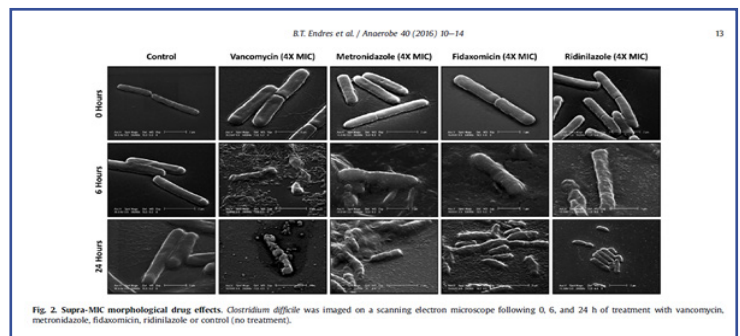 B.T. Endres et al. / Anaerobe 40 (2016) 10–14
13
Control Vancomycin (4X MIC) Metronidazole (4X MIC) Fidaxomicin (4X MIC) Ridinilazole (4X MIC)
0 Hours
6 Hours
24 Hours
Fig. 2. Supra-MIC morphological drug effects. Clostridium difficile was imaged on a scanning electron microscope following 0, 6, and 24 h of treatment with vancomycin,
metronidazole, fidaxomicin, ridinilazole or control (no treatment).